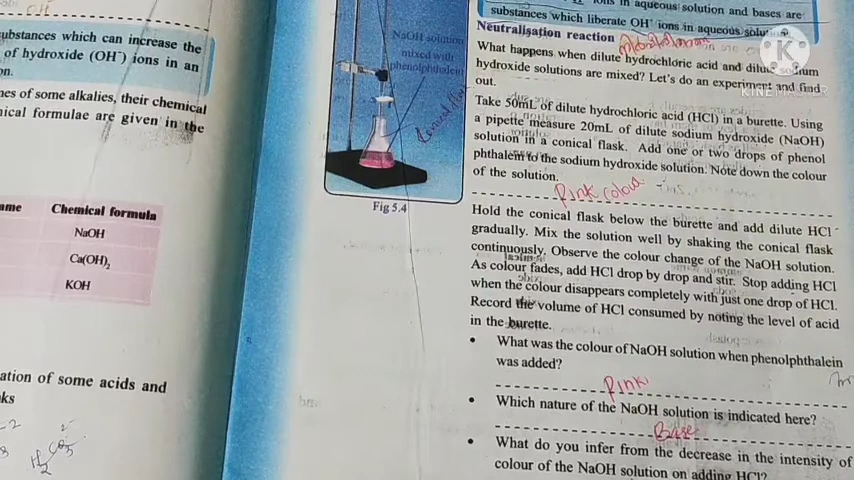 OH⁻
ubstances which can increase the
of hydroxide (OH⁻) ions in an
on.
nes of some alkalies, their chemical
nical formulae are given in the
ame Chemical formula
NaOH
Ca(OH)₂
KOH
ation of some acids and
ks
H₂CO₃
NaOH solution
mixed with
phenolphthalein
Conical flask
Fig 5.4
ions in aqueous solution and bases are
substances which liberate OH⁻ ions in aqueous solution.
Neutralisation reaction
What happens when dilute hydrochloric acid and dilute sodium
hydroxide solutions are mixed? Let's do an experiment and find
out.
Take 50mL of dilute hydrochloric acid (HCl) in a burette. Using
a pipette measure 20mL of dilute sodium hydroxide (NaOH)
solution in a conical flask. Add one or two drops of phenol
phthalein to the sodium hydroxide solution. Note down the colour
of the solution.
Pink colour
Hold the conical flask below the burette and add dilute HCl
gradually. Mix the solution well by shaking the conical flask
continuously. Observe the colour change of the NaOH solution.
As colour fades, add HCl drop by drop and stir. Stop adding HCl
when the colour disappears completely with just one drop of HCl.
Record the volume of HCl consumed by noting the level of acid
in the burette.
• What was the colour of NaOH solution when phenolphthalein
was added?
Pink
• Which nature of the NaOH solution is indicated here?
Base
• What do you infer from the decrease in the intensity of
colour of the NaOH solution on adding HCl?
KINEMASTER